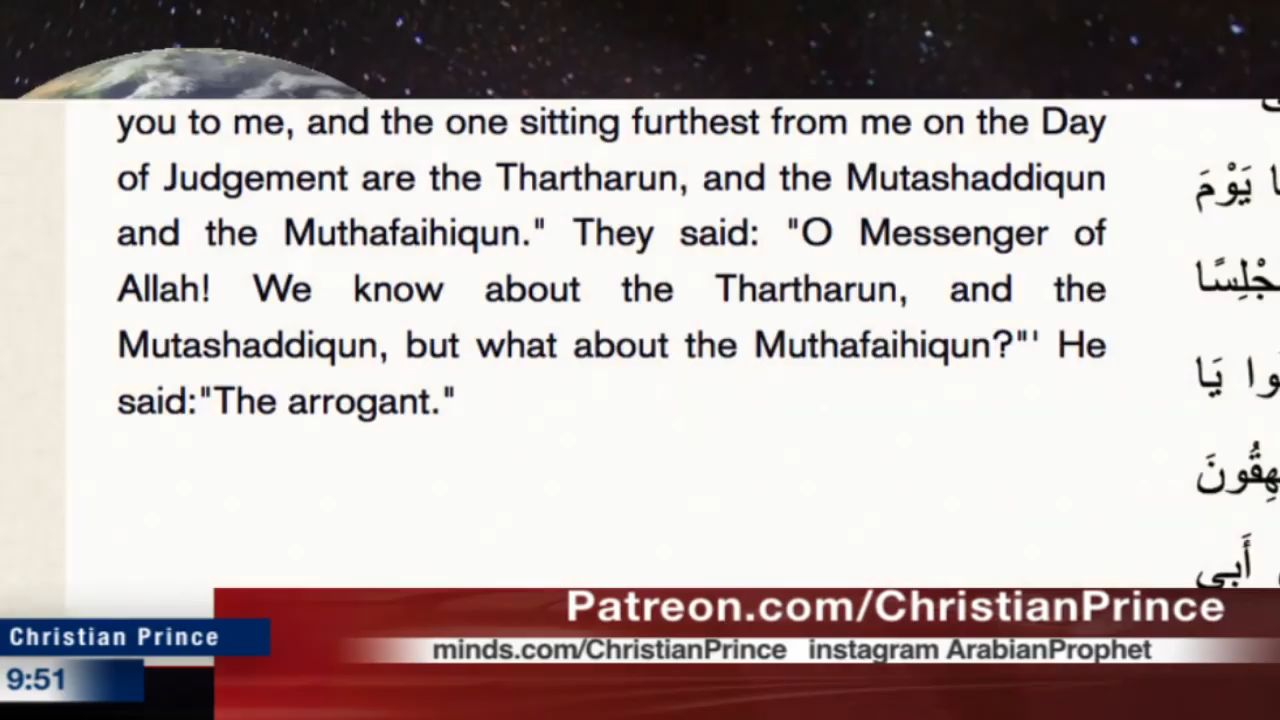 you to me, and the one sitting furthest from me on the Day
of Judgement are the Thartharun, and the Mutashaddiqun
and the Muthafaihiqun." They said: "O Messenger of
Allah! We know about the Thartharun, and the
Mutashaddiqun, but what about the Muthafaihiqun?"' He
said:"The arrogant."
يَوْمَ
وا يَا
أَبِي
Patreon.com/ChristianPrince
Christian Prince
minds.com/ChristianPrince instagram ArabianProphet
9:51